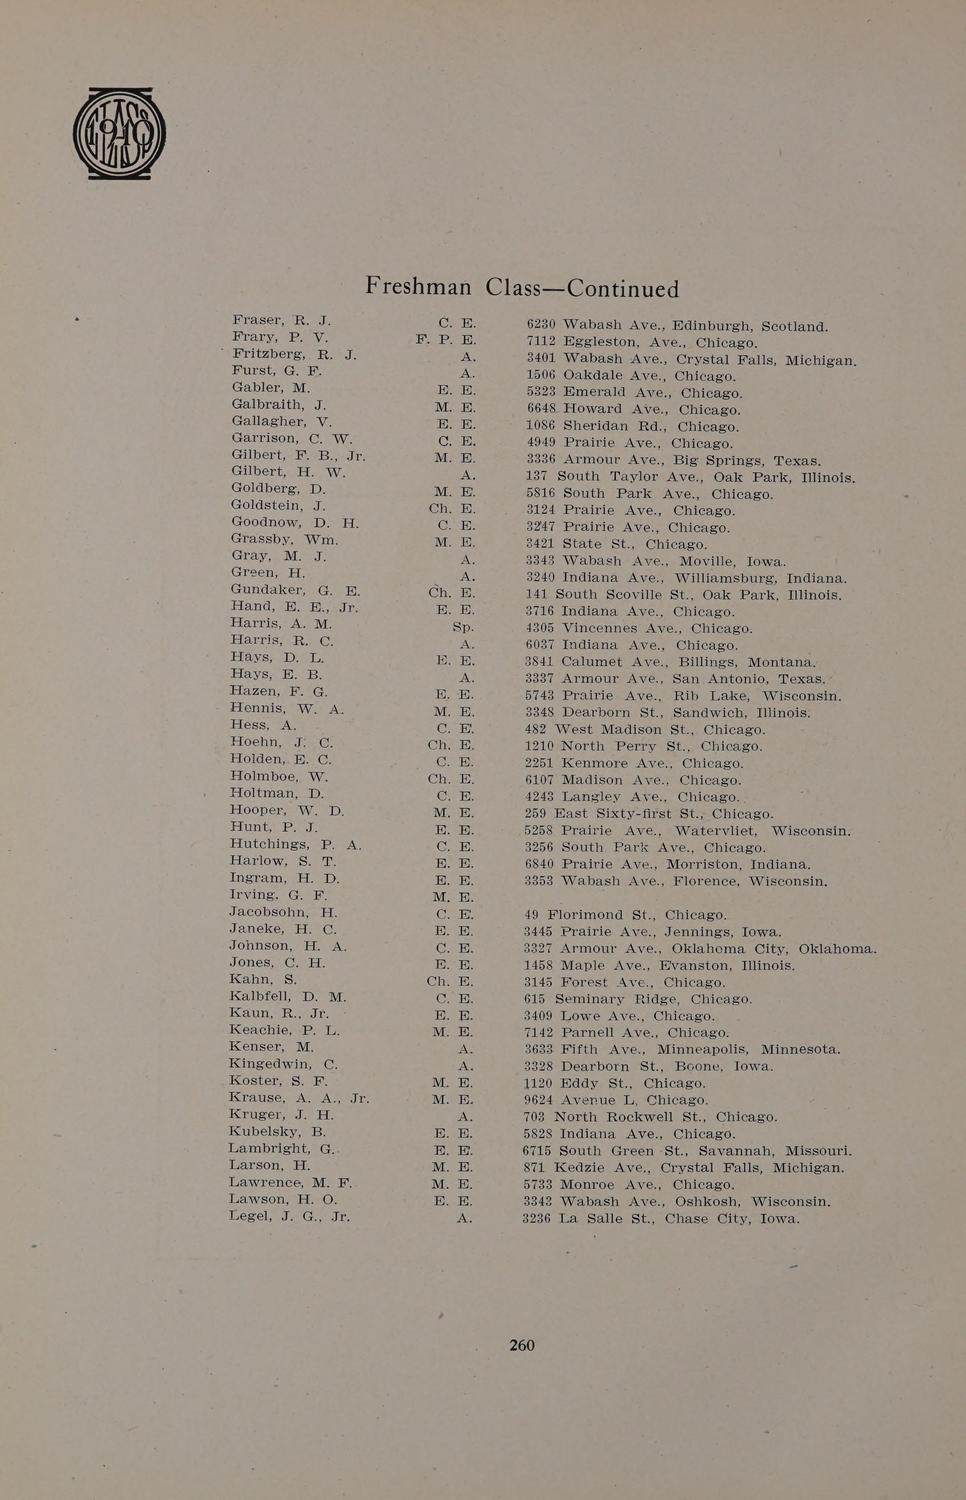 Freshman Class—Continued
Fraser, R. J. C. E. 6230 Wabash Ave., Edinburgh, Scotland.
Frary, P. V. F. P. E. 7112 Eggleston, Ave., Chicago.
Fritzberg, R. J. A. 3401 Wabash Ave., Crystal Falls, Michigan.
Furst, G. F. A. 1506 Oakdale Ave., Chicago.
Gabler, M. E. E. 5323 Emerald Ave., Chicago.
Galbraith, J. M. E. 6648 Howard Ave., Chicago.
Gallagher, V. E. E. 1086 Sheridan Rd., Chicago.
Garrison, C. W. C. E. 4949 Prairie Ave., Chicago.
Gilbert, F. B., Jr. M. E. 3336 Armour Ave., Big Springs, Texas.
Gilbert, H. W. A. 137 South Taylor Ave., Oak Park, Illinois.
Goldberg, D. M. E. 5816 South Park Ave., Chicago.
Goldstein, J. Ch. E. 3124 Prairie Ave., Chicago.
Goodnow, D. H. C. E. 3247 Prairie Ave., Chicago.
Grassby, Wm. M. E. 3421 State St., Chicago.
Gray, M. J. A. 3343 Wabash Ave., Moville, Iowa.
Green, H. A. 3240 Indiana Ave., Williamsburg, Indiana.
Gundaker, G. E. Ch. E. 141 South Scoville St., Oak Park, Illinois.
Hand, E. E., Jr. E. E. 3716 Indiana Ave., Chicago.
Harris, A. M. Sp. 4305 Vincennes Ave., Chicago.
Harris, R. C. A. 6037 Indiana Ave., Chicago.
Hays, D. L. E. E. 3841 Calumet Ave., Billings, Montana.
Hays, E. B. A. 3337 Armour Ave., San Antonio, Texas.
Hazen, F. G. E. E. 5743 Prairie Ave., Rib Lake, Wisconsin.
Hennis, W. A. M. E. 3348 Dearborn St., Sandwich, Illinois.
Hess, A. C. E. 482 West Madison St., Chicago.
Hoehn, J. C. Ch. E. 1210 North Perry St., Chicago.
Holden, E. C. C. E. 2251 Kenmore Ave., Chicago.
Holmboe, W. Ch. E. 6107 Madison Ave., Chicago.
Holtman, D. C. E. 4243 Langley Ave., Chicago.
Hooper, W. D. M. E. 259 East Sixty-first St., Chicago.
Hunt, P. J. E. E. 5258 Prairie Ave., Watervliet, Wisconsin.
Hutchings, P. A. C. E. 3256 South Park Ave., Chicago.
Harlow, S. T. E. E. 6840 Prairie Ave., Morriston, Indiana.
Ingram, H. D. E. E. 3353 Wabash Ave., Florence, Wisconsin.
Irving, G. F. M. E.
Jacobsohn, H. C. E. 49 Florimond St., Chicago.
Janeke, H. C. E. E. 3445 Prairie Ave., Jennings, Iowa.
Johnson, H. A. C. E. 3327 Armour Ave., Oklahoma City, Oklahoma.
Jones, C. H. E. E. 1458 Maple Ave., Evanston, Illinois.
Kahn, S. Ch. E. 3145 Forest Ave., Chicago.
Kalbfell, D. M. C. E. 615 Seminary Ridge, Chicago.
Kaun, R., Jr. E. E. 3409 Lowe Ave., Chicago.
Keachie, P. L. M. E. 7142 Parnell Ave., Chicago.
Kenser, M. A. 3633 Fifth Ave., Minneapolis, Minnesota.
Kingedwin, C. A. 3328 Dearborn St., Boone, Iowa.
Koster, S. F. M. E. 1120 Eddy St., Chicago.
Krause, A. A., Jr. M. E. 9624 Avenue L, Chicago.
Kruger, J. H. A. 703 North Rockwell St., Chicago.
Kubelsky, B. E. E. 5828 Indiana Ave., Chicago.
Lambright, G. E. E. 6715 South Green St., Savannah, Missouri.
Larson, H. M. E. 871 Kedzie Ave., Crystal Falls, Michigan.
Lawrence, M. F. M. E. 5733 Monroe Ave., Chicago.
Lawson, H. O. E. E. 3343 Wabash Ave., Oshkosh, Wisconsin.
Legel, J. G., Jr. A. 3236 La Salle St., Chase City, Iowa.
260